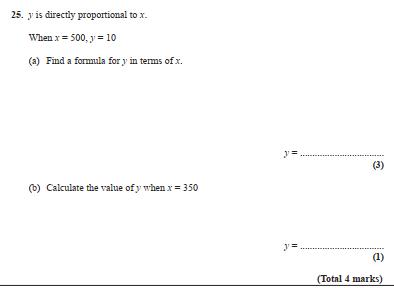 25. y is directly proportional to x.
When x = 500, y = 10
(a) Find a formula for y in terms of x.
y = ..................................
(3)
(b) Calculate the value of y when x = 350
y = ..................................
(1)
(Total 4 marks)